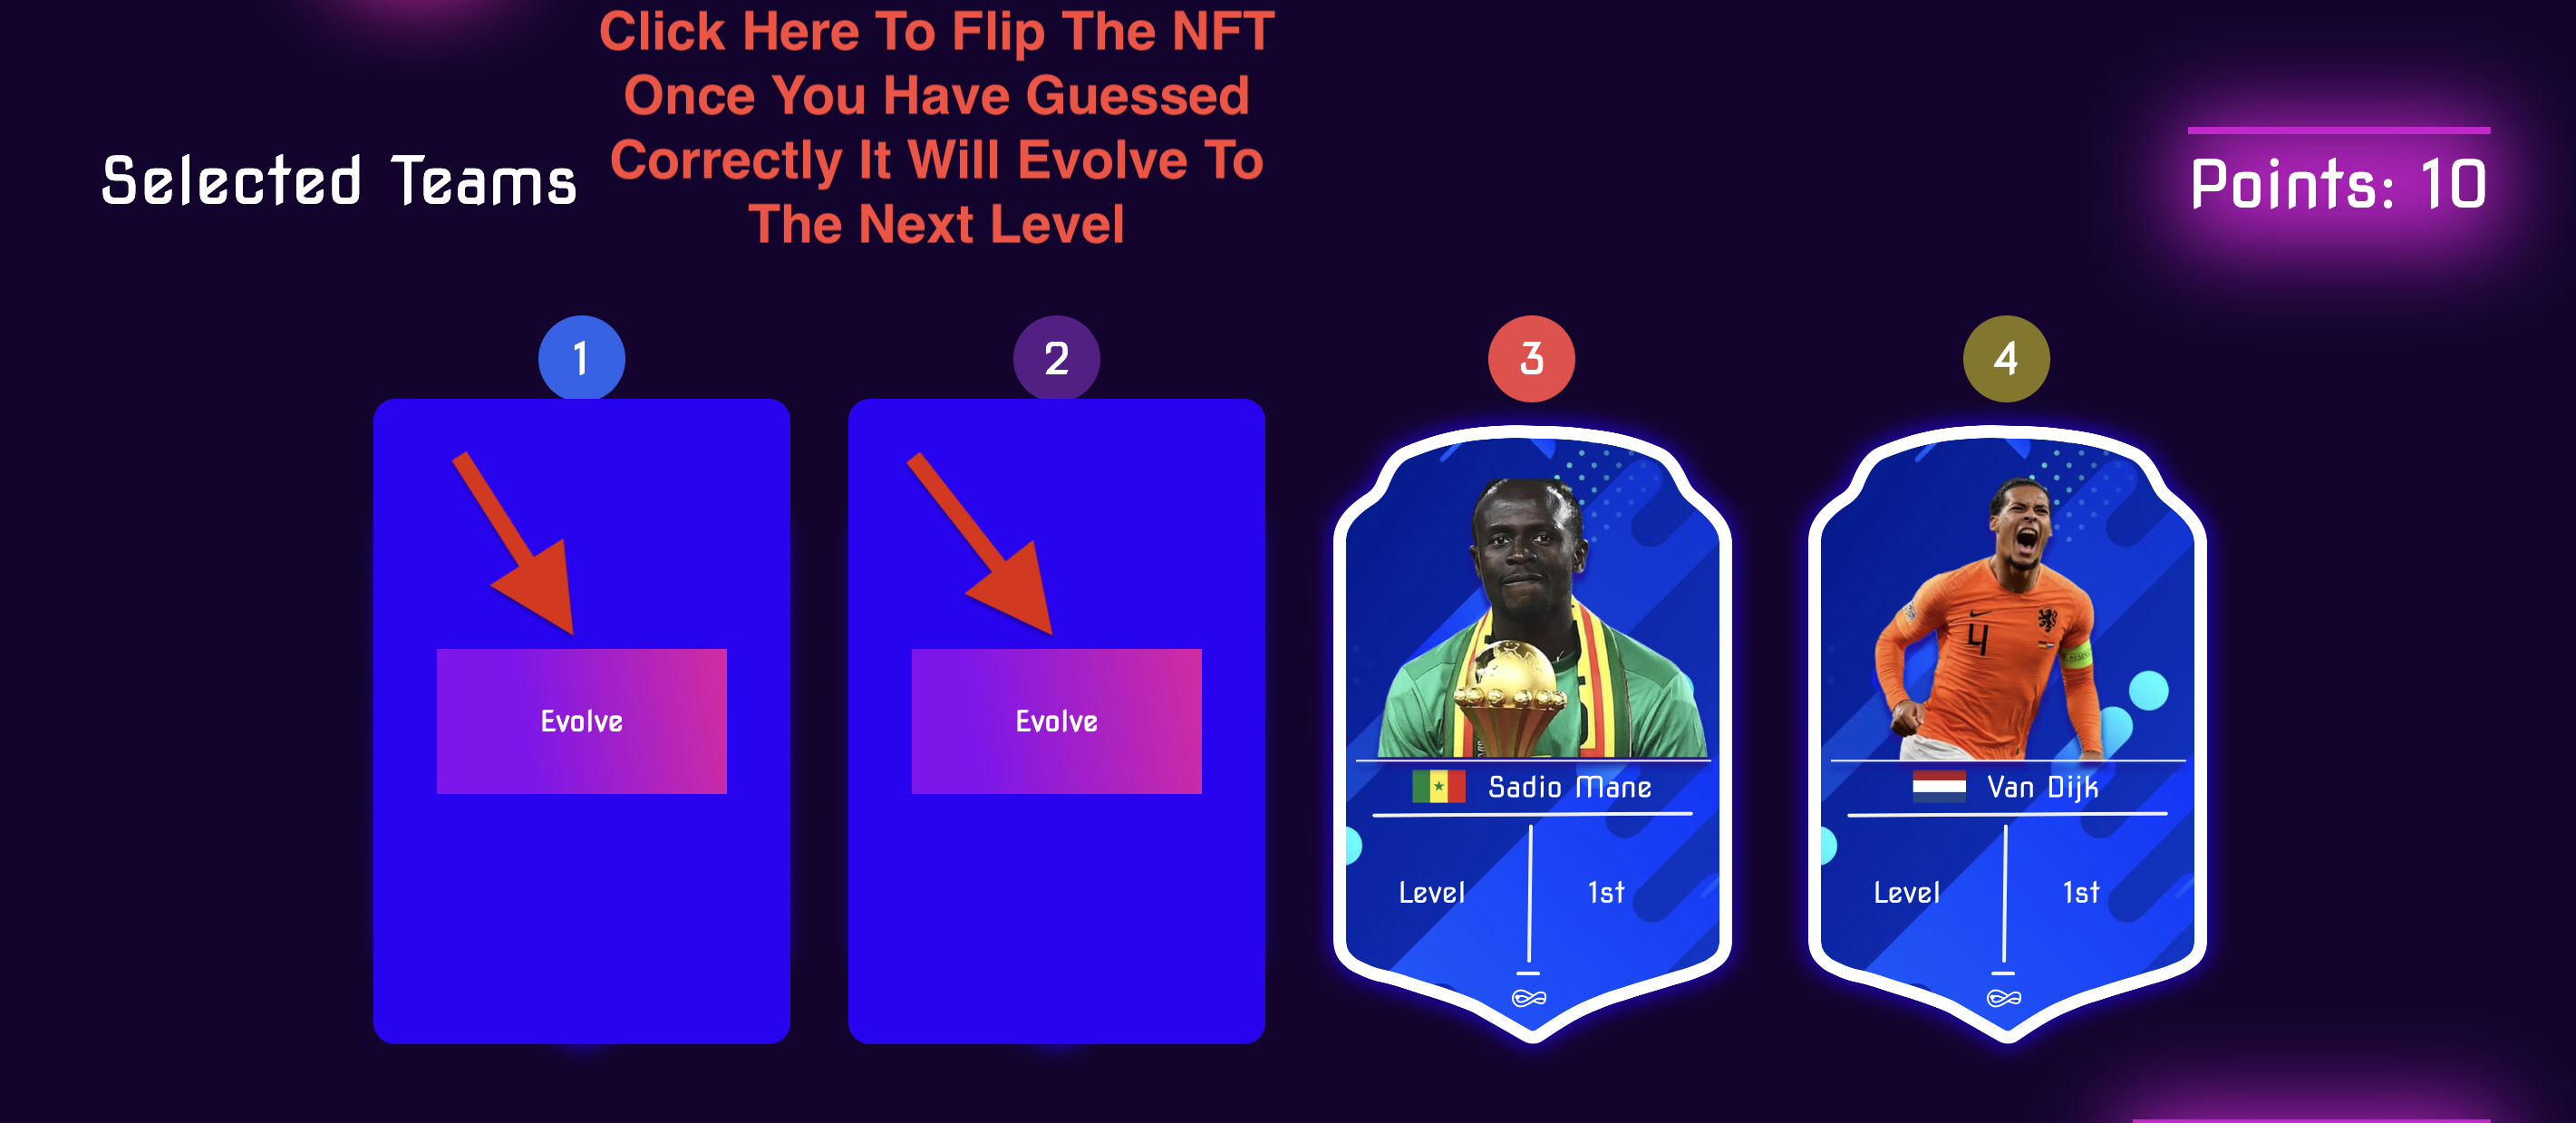 Click Here To Flip The NFT
Once You Have Guessed
Correctly It Will Evolve To
The Next Level
Selected Teams
Points: 10
1
2
3
4
Evolve
Evolve
4
Sadio Mane
Van Dijk
Level
1st
Level
1st